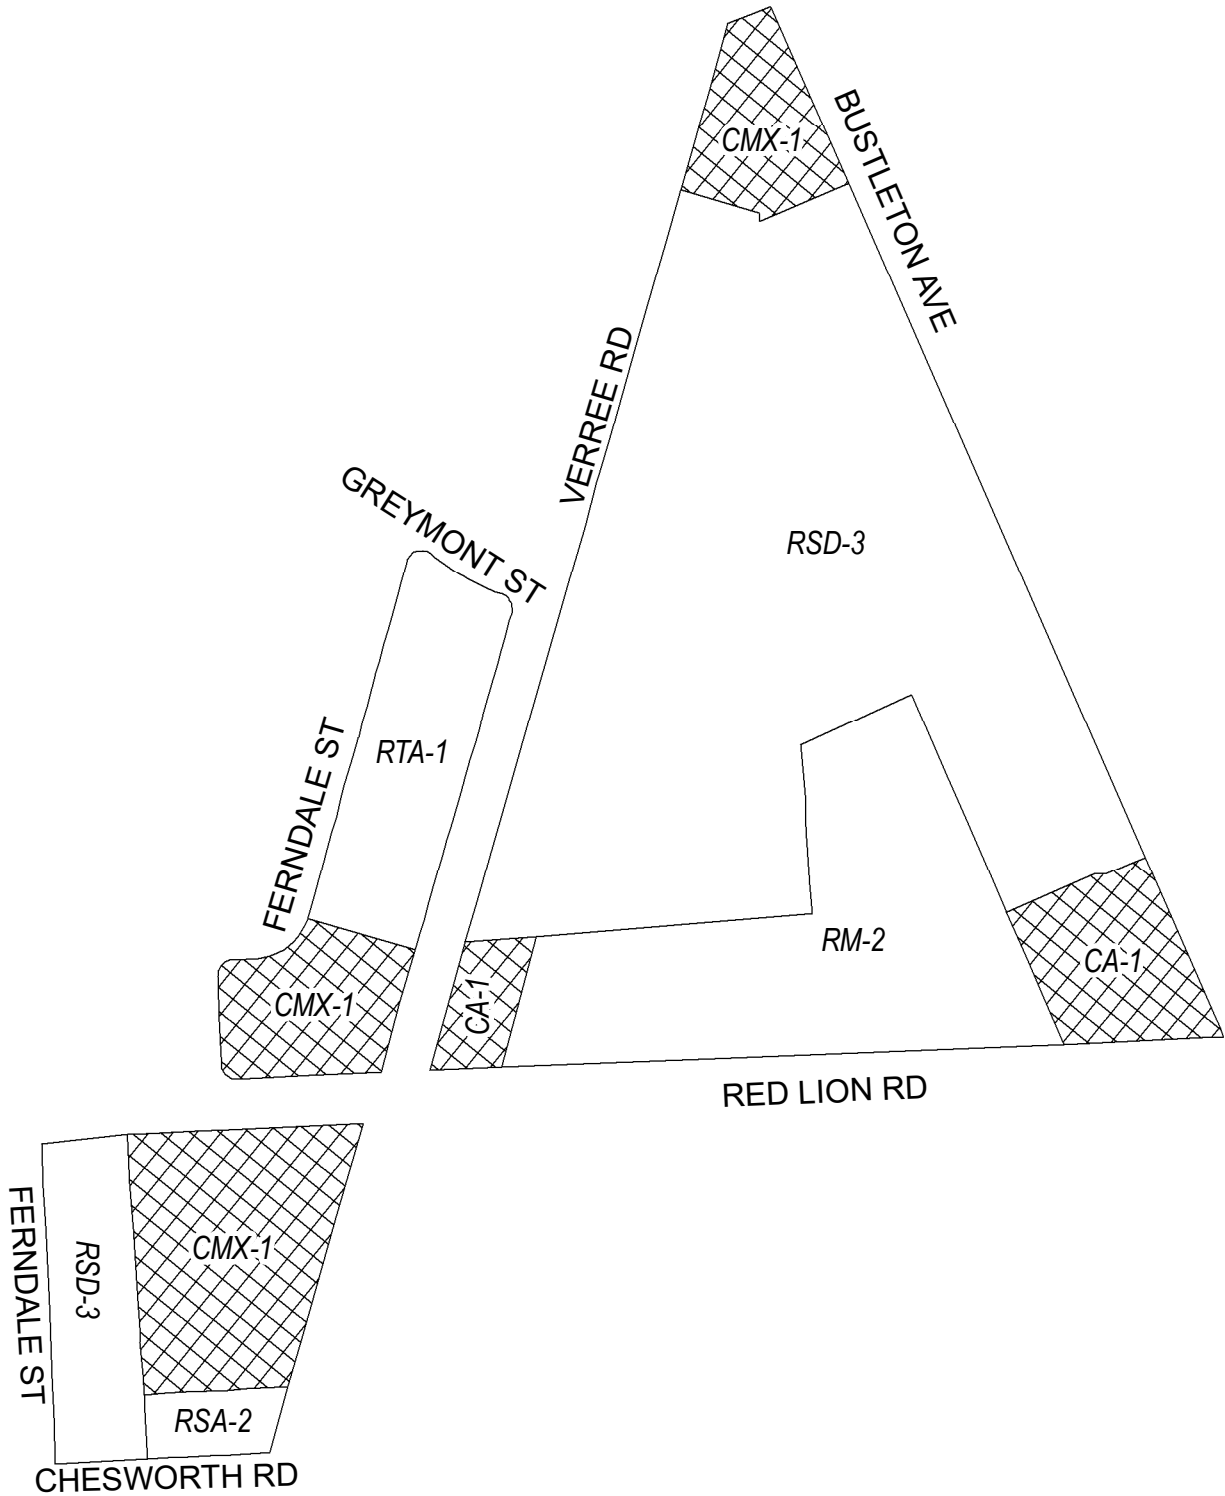 CMX-1
BUSTLETON AVE
VERREE RD
GREYMONT ST
RSD-3
FERNDALE ST
RTA-1
RM-2
CA-1
CMX-1
CA-1
RED LION RD
FERNDALE ST
RSD-3
CMX-1
RSA-2
CHESWORTH RD